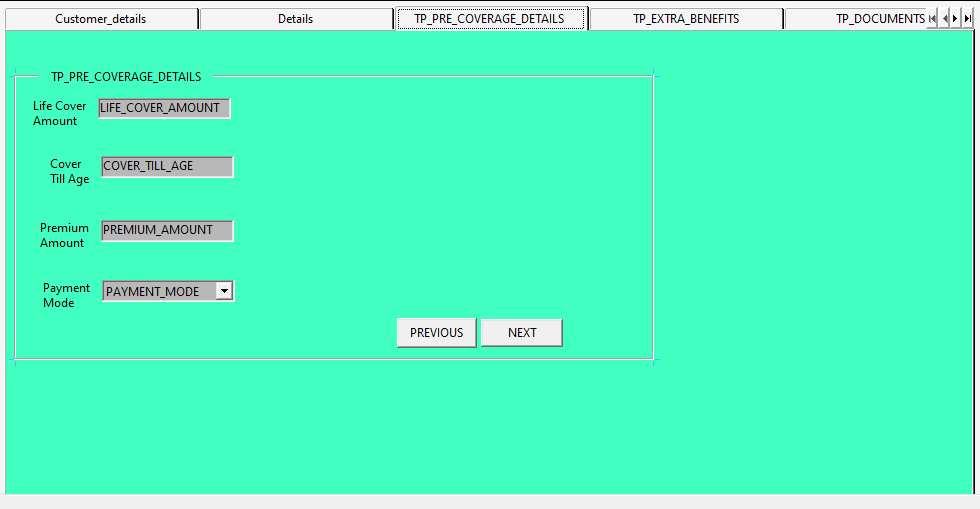 Customer_details
Details
TP_PRE_COVERAGE_DETAILS
TP_EXTRA_BENEFITS
TP_DOCUMENTS
TP_PRE_COVERAGE_DETAILS
Life Cover
Amount
LIFE_COVER_AMOUNT
Cover
Till Age
COVER_TILL_AGE
Premium
Amount
PREMIUM_AMOUNT
Payment
Mode
PAYMENT_MODE
PREVIOUS
NEXT